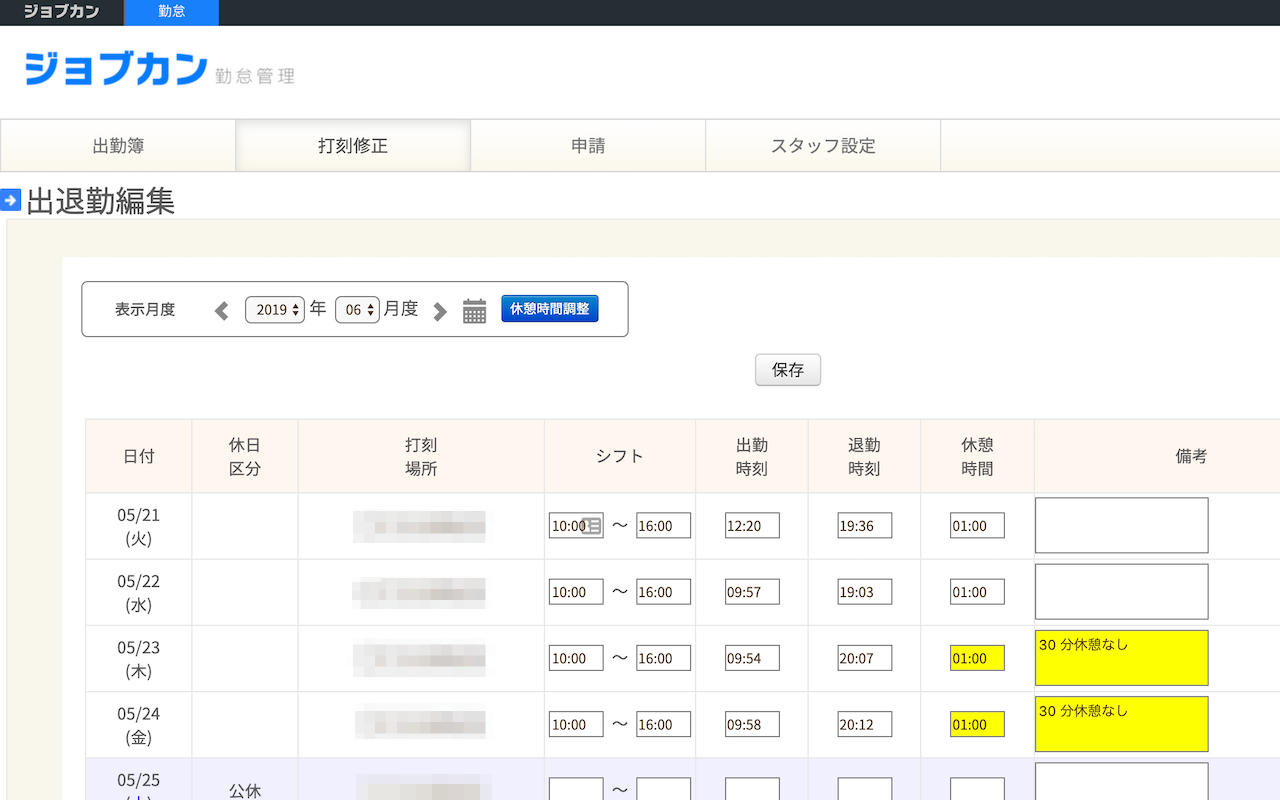 ジョブカン 勤怠
ジョブカン 勤怠管理
出勤簿 打刻修正 申請 スタッフ設定
出退勤編集
表示月度 2019 年 06 月度 休憩時間調整
保存
日付 休日区分 打刻場所 シフト 出勤時刻 退勤時刻 休憩時間 備考
05/21 (火) 10:00 ～ 16:00 12:20 19:36 01:00
05/22 (水) 10:00 ～ 16:00 09:57 19:03 01:00
05/23 (木) 10:00 ～ 16:00 09:54 20:07 01:00 30 分休憩なし
05/24 (金) 10:00 ～ 16:00 09:58 20:12 01:00 30 分休憩なし
05/25 公休 ～